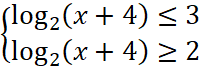 log₂(x + 4) ≤ 3
log₂(x + 4) ≥ 2